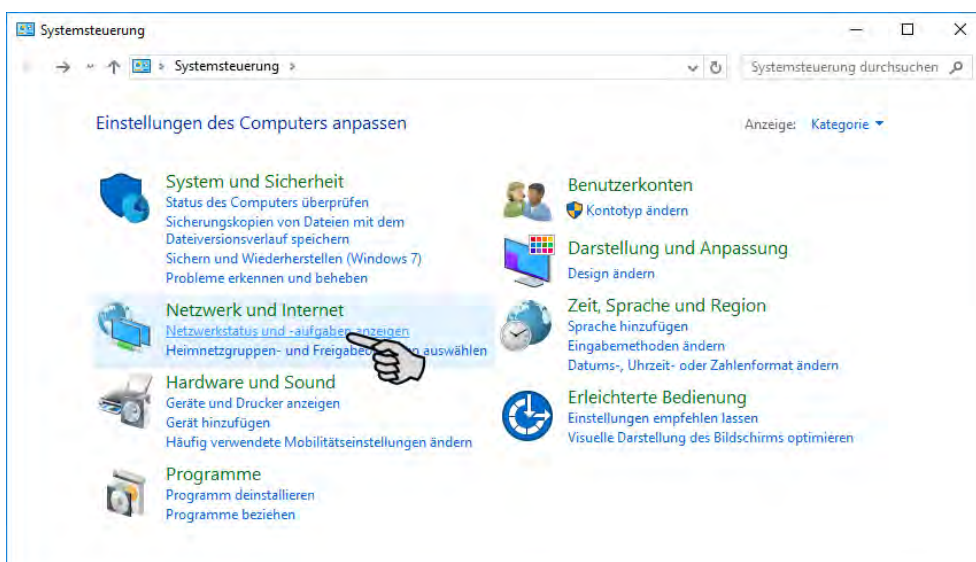 Systemsteuerung
Systemsteuerung
Systemsteuerung durchsuchen
Einstellungen des Computers anpassen
Anzeige: Kategorie
System und Sicherheit
Status des Computers überprüfen
Sicherungskopien von Dateien mit dem
Dateiversionsverlauf speichern
Sichern und Wiederherstellen (Windows 7)
Probleme erkennen und beheben
Netzwerk und Internet
Netzwerkstatus und -aufgaben anzeigen
Heimnetzgruppen- und auswählen
Hardware und Sound
Geräte und Drucker anzeigen
Gerät hinzufügen
Häufig verwendete Mobilitätseinstellungen ändern
Programme
Programm deinstallieren
Programme beziehen
Benutzerkonten
Kontotyp ändern
Darstellung und Anpassung
Design ändern
Zeit, Sprache und Region
Sprache hinzufügen
Eingabemethoden ändern
Datums-, Uhrzeit- oder Zahlenformat ändern
Erleichterte Bedienung
Einstellungen empfehlen lassen
Visuelle Darstellung des Bildschirms optimieren